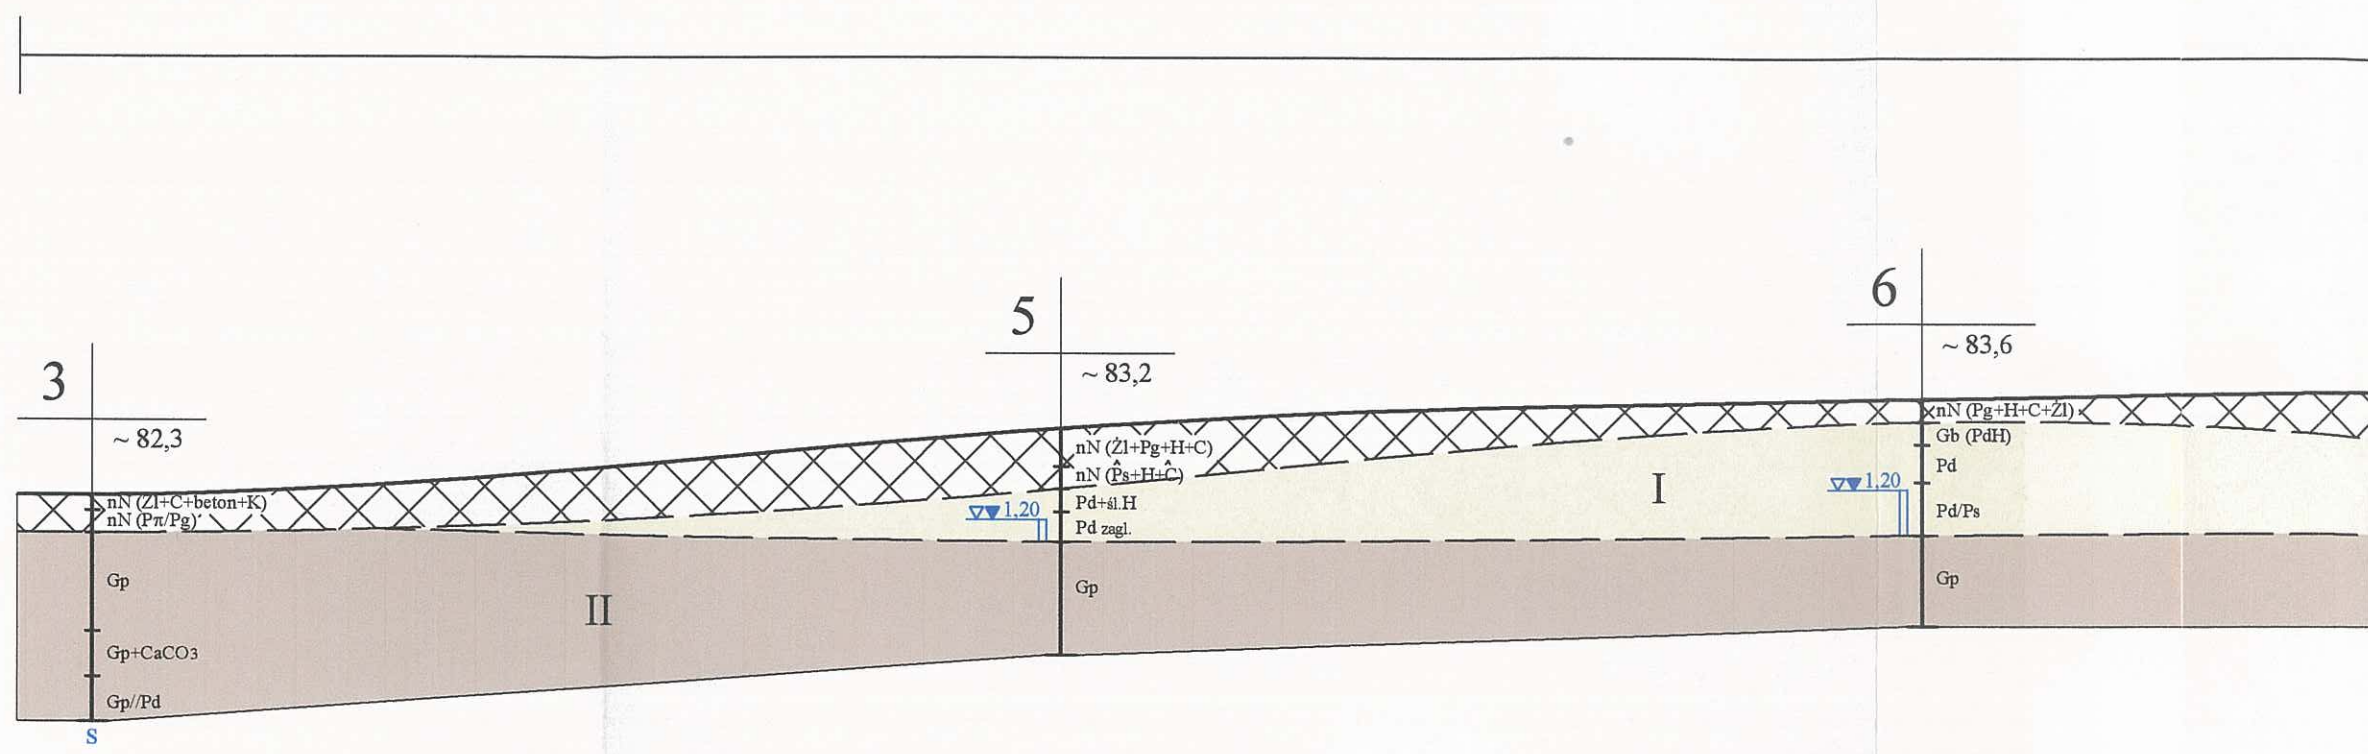 3
~ 82,3
nN (Żl+C+beton+K)
nN (Pπ/Pg)
Gp
Gp+CaCO3
Gp//Pd
S
II
5
~ 83,2
nN (Żl+Pg+H+C)
nN (Ps+H+C)
Pd+śl.H
1,20
Pd zagl.
Gp
I
6
~ 83,6
nN (Pg+H+C+Żl)
Gb (PdH)
Pd
1,20
Pd/Ps
Gp